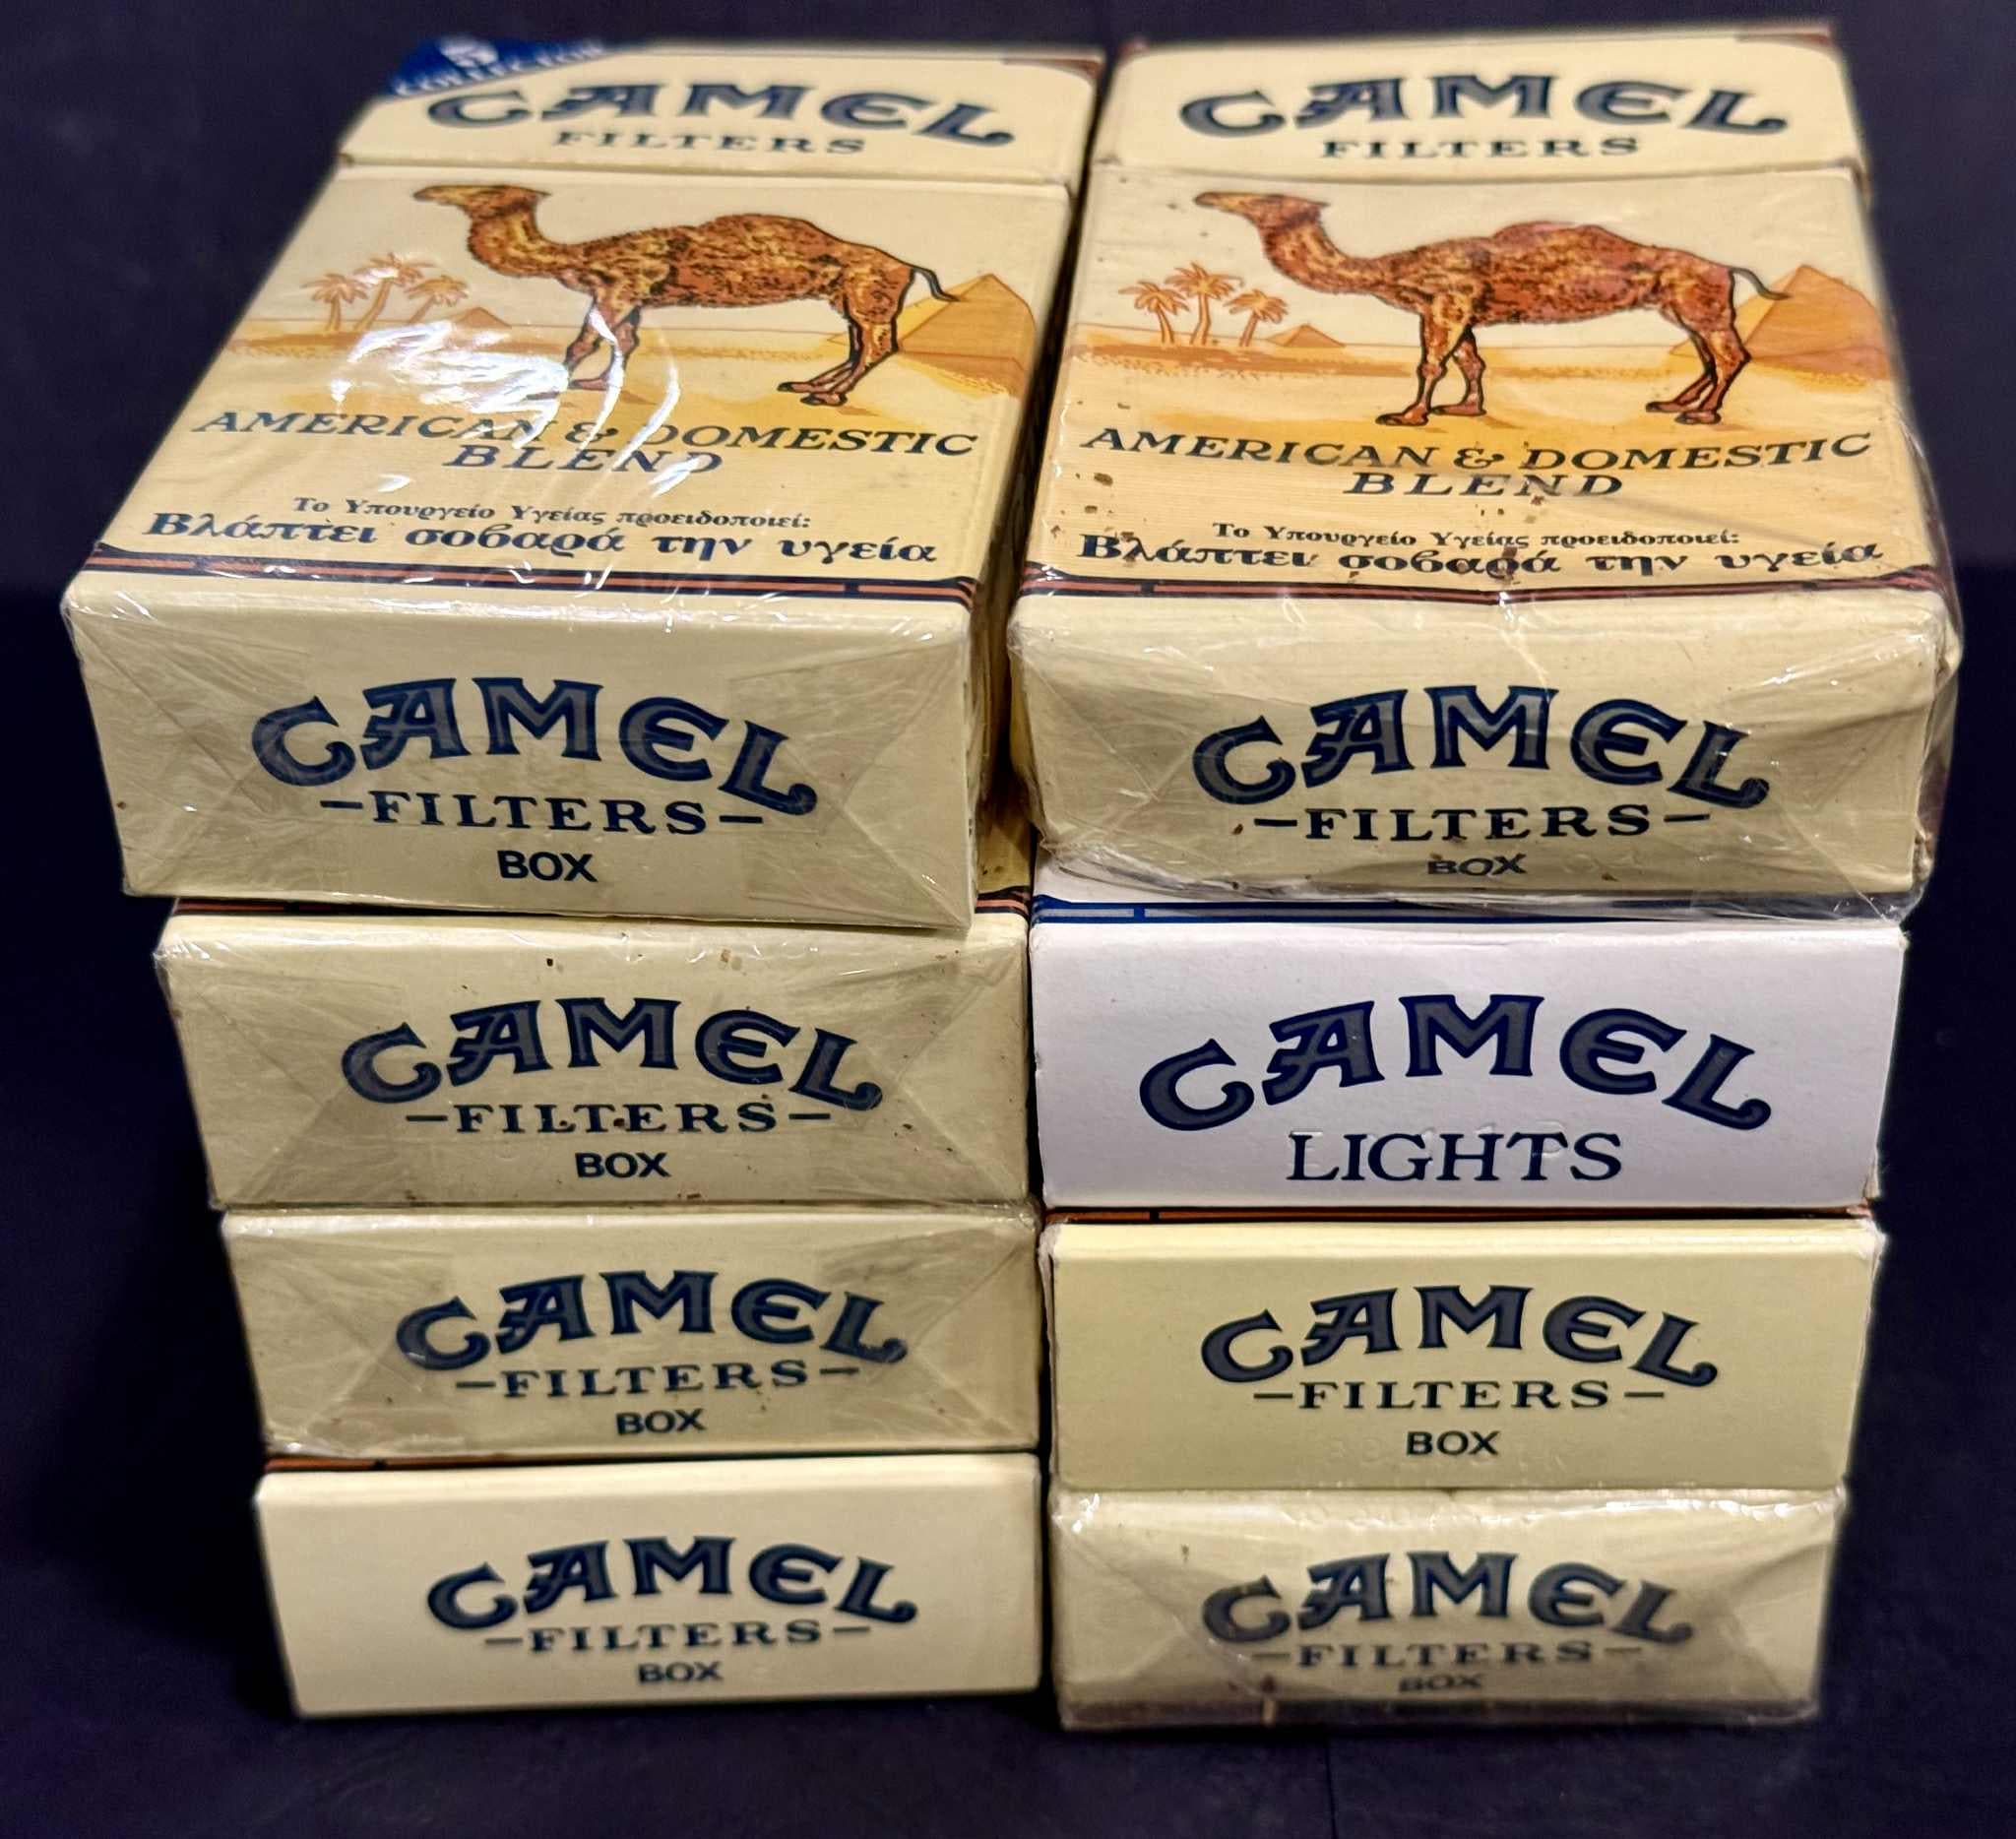 COLLECTOR
CAMEL
FILTERS
AMERICAN & DOMESTIC
BLEND
Το Υπουργείο Υγείας προειδοποιεί:
Βλάπτει σοβαρά την υγεία
CAMEL
-FILTERS-
BOX
CAMEL
-FILTERS-
BOX
CAMEL
-FILTERS-
BOX
CAMEL
-FILTERS-
BOX
CAMEL
FILTERS
AMERICAN & DOMESTIC
BLEND
Το Υπουργείο Υγείας προειδοποιεί:
Βλάπτει σοβαρά την υγεία
CAMEL
-FILTERS-
BOX
CAMEL
LIGHTS
CAMEL
-FILTERS-
BOX
CAMEL
-FILTERS-
BOX